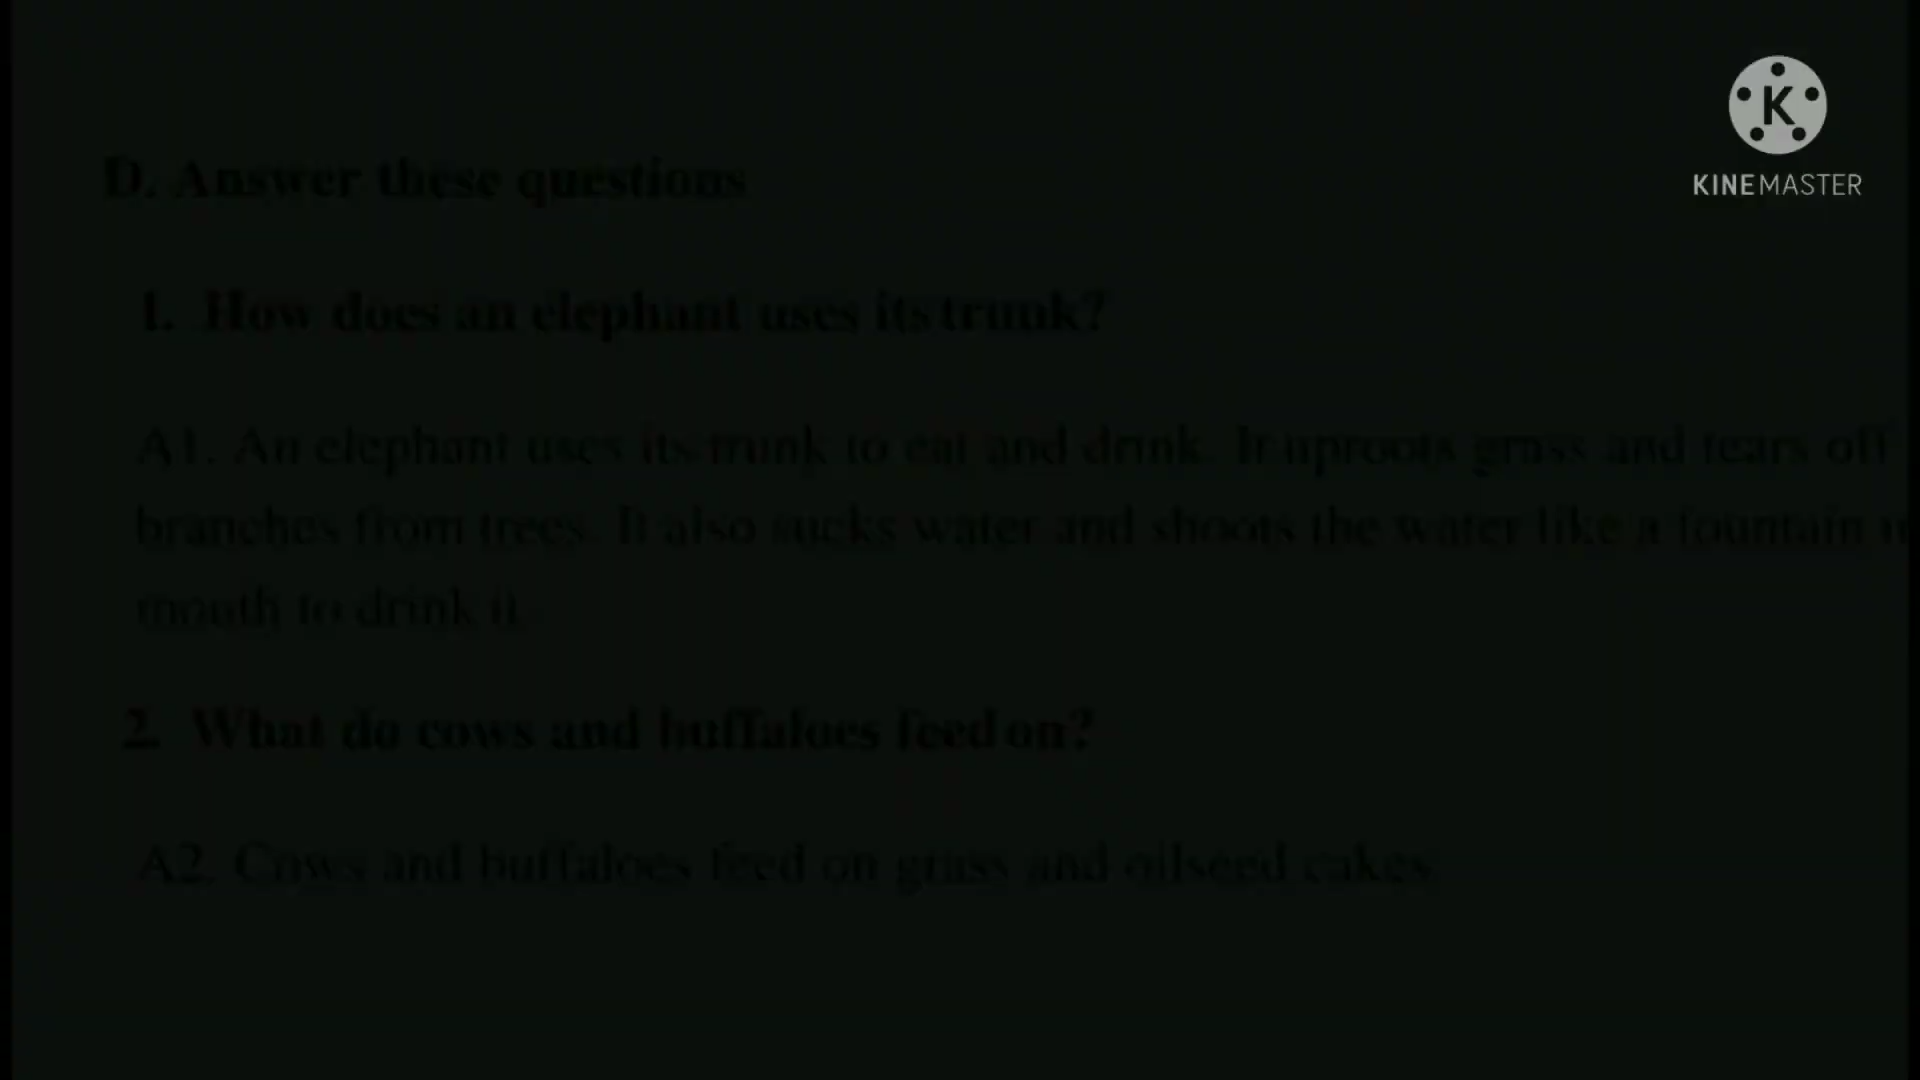 KINEMASTER
D. Answer these questions
1. How does an elephant uses its trunk?
A1. An elephant uses its trunk to eat and drink. It uproots grass and tears off
branches from trees. It also sucks water and shoots the water like a fountain
mouth to drink it.
2. What do cows and buffaloes feed on?
A2. Cows and buffaloes feed on grass and oilseed cakes.